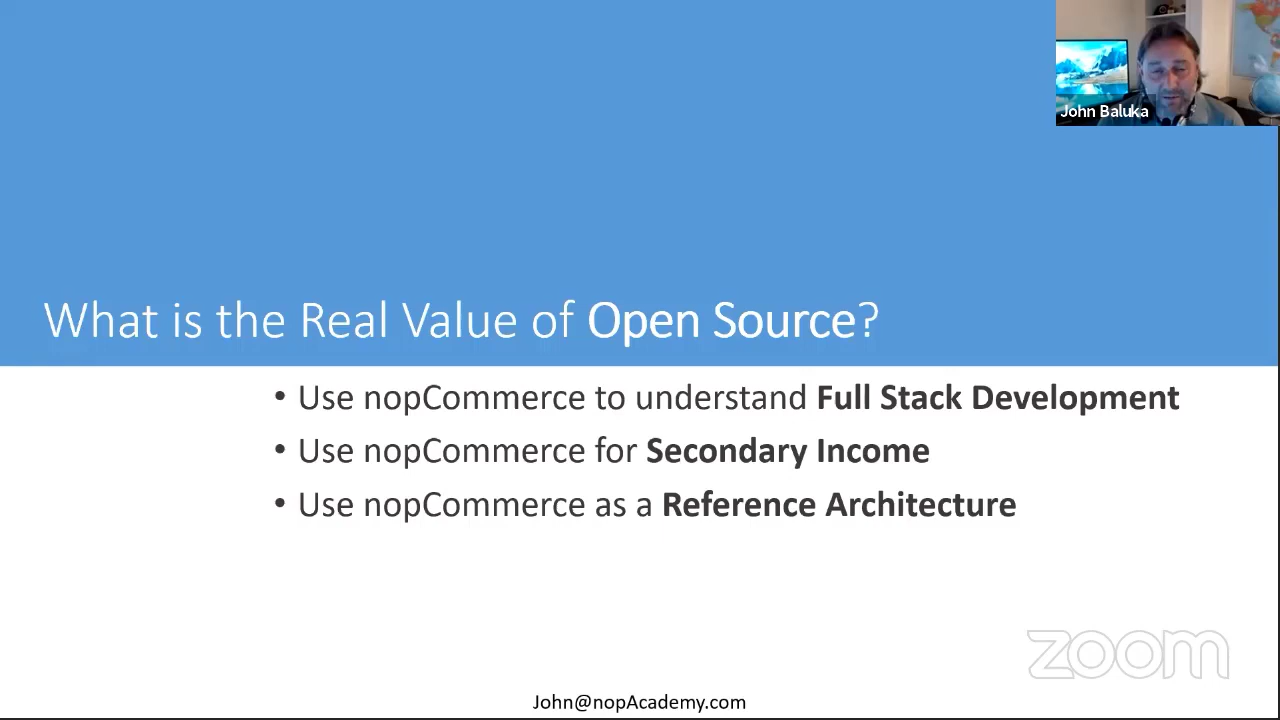 John Baluka
What is the Real Value of Open Source?
• Use nopCommerce to understand Full Stack Development
• Use nopCommerce for Secondary Income
• Use nopCommerce as a Reference Architecture
zoom
John@nopAcademy.com